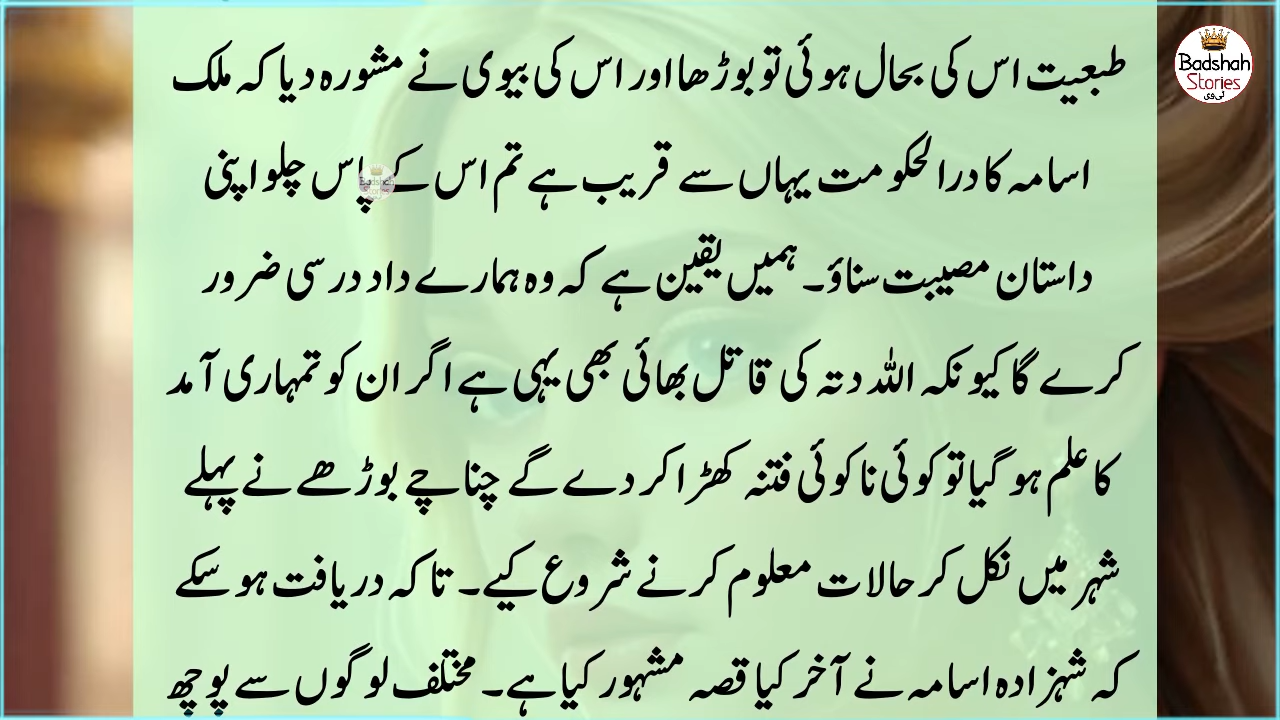 Badshah
Stories
ٹی وی
طبعیت اس کی بحال ہوئی تو بوڑھا اور اس کی بیوی نے مشورہ دیا کہ ملک
اسامہ کا درالحکومت یہاں سے قریب ہے تم اس کے پاس چلو اپنی
داستان مصیبت سناؤ۔ ہمیں یقین ہے کہ وہ ہمارے داد درسی ضرور
کرے گا کیونکہ اللہ دتہ کی قاتل بھائی بھی یہی ہے اگر ان کو تمہاری آمد
کا علم ہو گیا تو کوئی نا کوئی فتنہ کھڑا کر دے گے چناچے بوڑھے نے پہلے
شہر میں نکل کر حالات معلوم کرنے شروع کیے۔ تاکہ دریافت ہو سکے
کہ شہزادہ اسامہ نے آخر کیا قصہ مشہور کیا ہے۔ مختلف لوگوں سے پوچھ